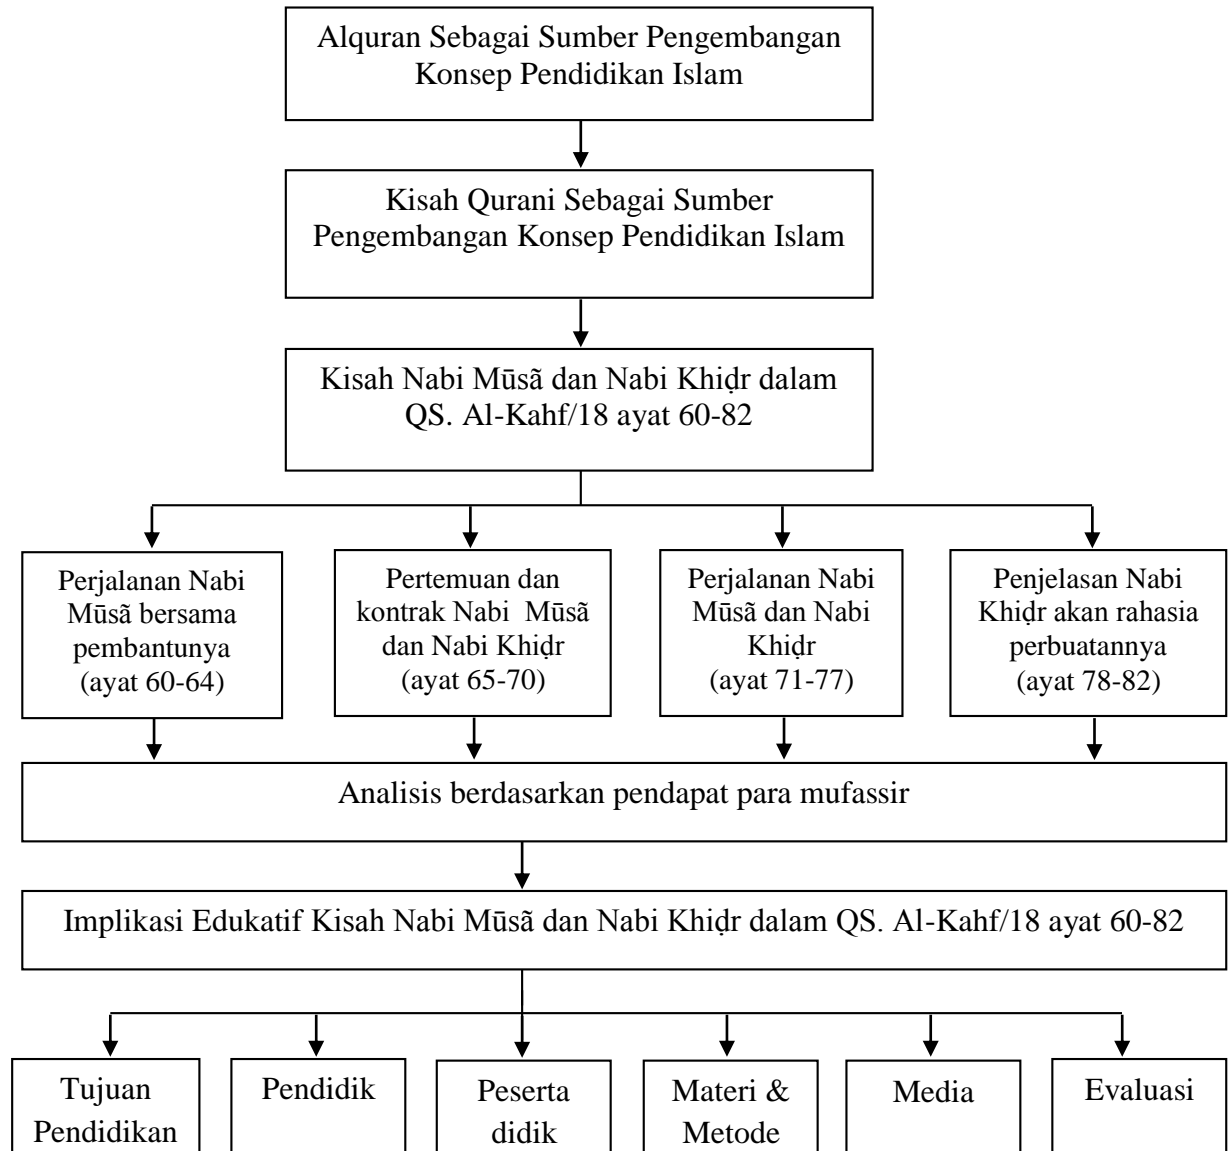 Alquran Sebagai Sumber Pengembangan
Konsep Pendidikan Islam
Kisah Qurani Sebagai Sumber
Pengembangan Konsep Pendidikan Islam
Kisah Nabi Mūsã dan Nabi Khiḍr dalam
QS. Al-Kahf/18 ayat 60-82
Perjalanan Nabi
Mūsã bersama
pembantunya
(ayat 60-64)
Pertemuan dan
kontrak Nabi Mūsã
dan Nabi Khiḍr
(ayat 65-70)
Perjalanan Nabi
Mūsã dan Nabi
Khiḍr
(ayat 71-77)
Penjelasan Nabi
Khiḍr akan rahasia
perbuatannya
(ayat 78-82)
Analisis berdasarkan pendapat para mufassir
Implikasi Edukatif Kisah Nabi Mūsã dan Nabi Khiḍr dalam QS. Al-Kahf/18 ayat 60-82
Tujuan
Pendidikan
Pendidik
Peserta
didik
Materi &
Metode
Media
Evaluasi